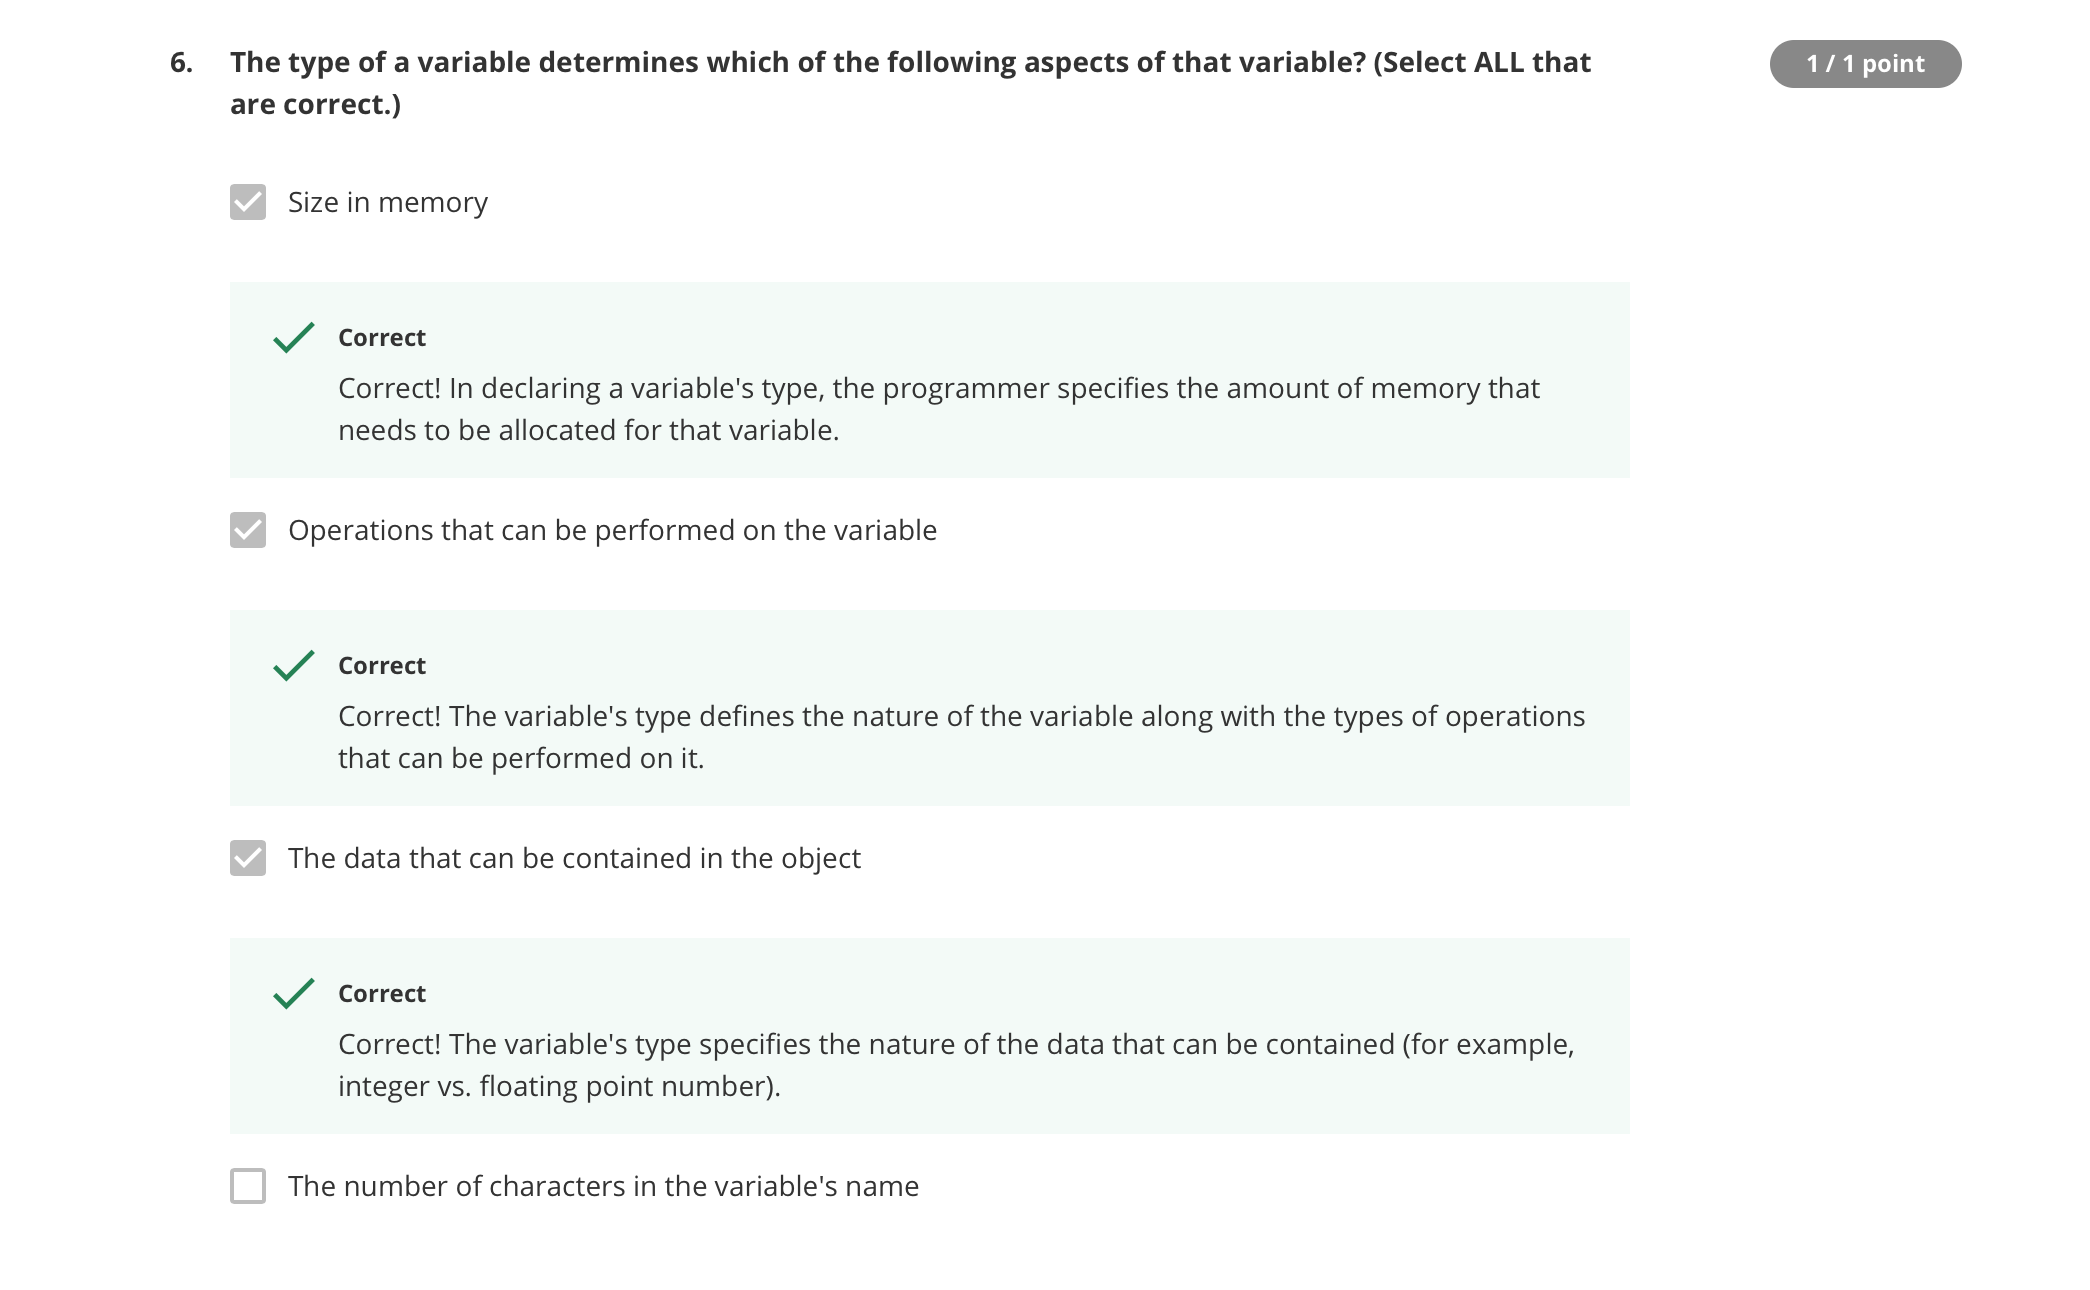 6. The type of a variable determines which of the following aspects of that variable? (Select ALL that
are correct.)
1 / 1 point
Size in memory
Correct
Correct! In declaring a variable's type, the programmer specifies the amount of memory that
needs to be allocated for that variable.
Operations that can be performed on the variable
Correct
Correct! The variable's type defines the nature of the variable along with the types of operations
that can be performed on it.
The data that can be contained in the object
Correct
Correct! The variable's type specifies the nature of the data that can be contained (for example,
integer vs. floating point number).
The number of characters in the variable's name